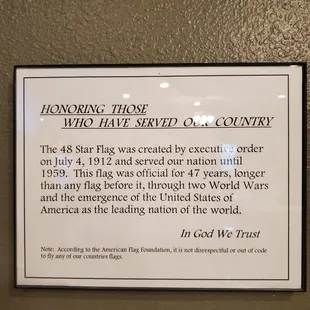 HONORING THOSE
WHO HAVE SERVED OUR COUNTRY
The 48 Star Flag was created by executive order
on July 4, 1912 and served our nation until
1959. This flag was official for 47 years, longer
than any flag before it, through two World Wars
and the emergence of the United States of
America as the leading nation of the world.
In God We Trust
Note: According to the American Flag Foundation, it is not disrespectful or out of code
to fly any of our countries flags.